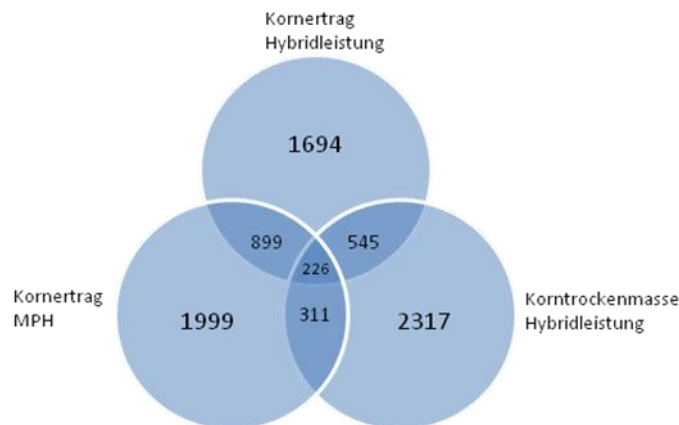 Kornertrag
Hybridleistung
1694
899
545
226
Kornertrag
MPH
1999
311
2317
Korntrockenmasse
Hybridleistung